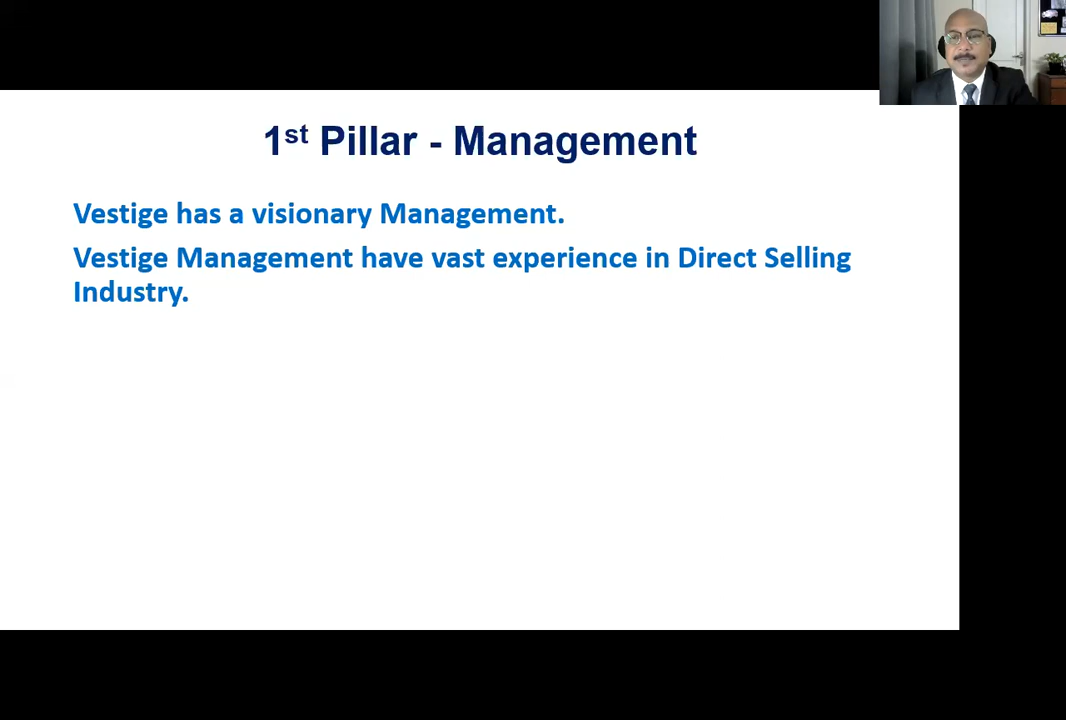 1st Pillar - Management
Vestige has a visionary Management.
Vestige Management have vast experience in Direct Selling
Industry.